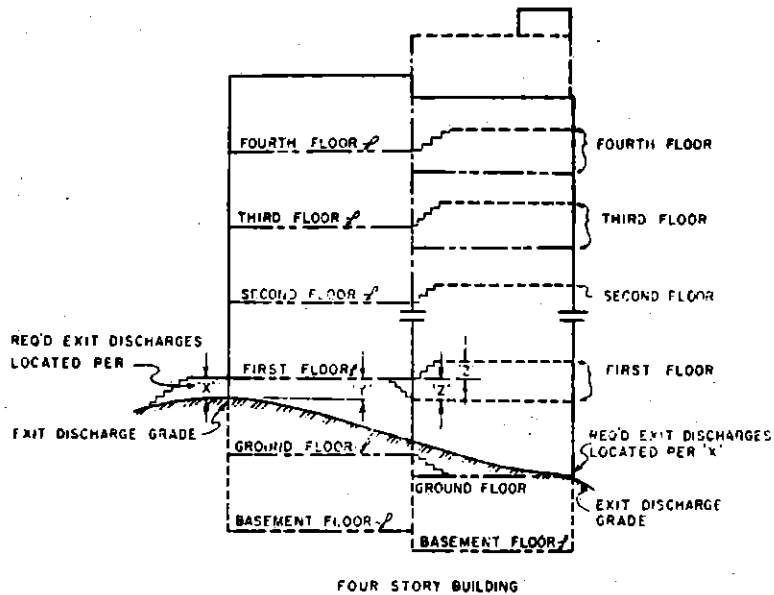 FOURTH FLOOR
FOURTH FLOOR
THIRD FLOOR
THIRD FLOOR
SECOND FLOOR
SECOND FLOOR
REQ'D EXIT DISCHARGES
LOCATED PER
'X'
FIRST FLOOR
'Y'
'Z'
'Z'
FIRST FLOOR
EXIT DISCHARGE GRADE
GROUND FLOOR
REQ'D EXIT DISCHARGES
LOCATED PER 'X'
GROUND FLOOR
EXIT DISCHARGE
GRADE
BASEMENT FLOOR
BASEMENT FLOOR
FOUR STORY BUILDING